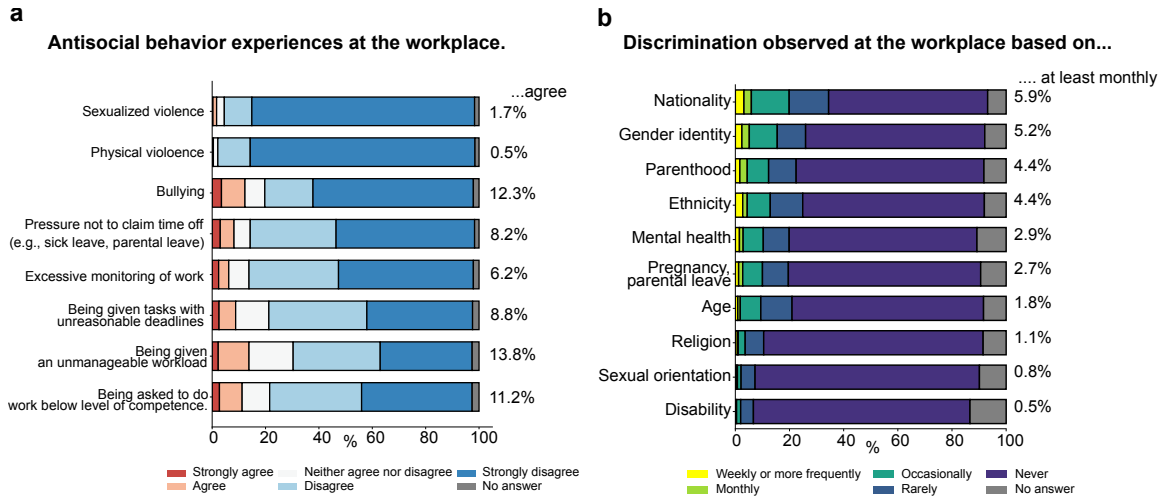 a
Antisocial behavior experiences at the workplace.
...agree
Sexualized violence
1.7%
Physical violoence
0.5%
Bullying
12.3%
Pressure not to claim time off
(e.g., sick leave, parental leave)
8.2%
Excessive monitoring of work
6.2%
Being given tasks with
unreasonable deadlines
8.8%
Being given
an unmanageable workload
13.8%
Being asked to do
work below level of competence.
11.2%
0 20 40 60 80 100
%
Strongly agree
Neither agree nor disagree
Strongly disagree
Agree
Disagree
No answer
b
Discrimination observed at the workplace based on...
.... at least monthly
Nationality
5.9%
Gender identity
5.2%
Parenthood
4.4%
Ethnicity
4.4%
Mental health
2.9%
Pregnancy,
parental leave
2.7%
Age
1.8%
Religion
1.1%
Sexual orientation
0.8%
Disability
0.5%
0 20 40 60 80 100
%
Weekly or more frequently
Occasionally
Never
Monthly
Rarely
No answer